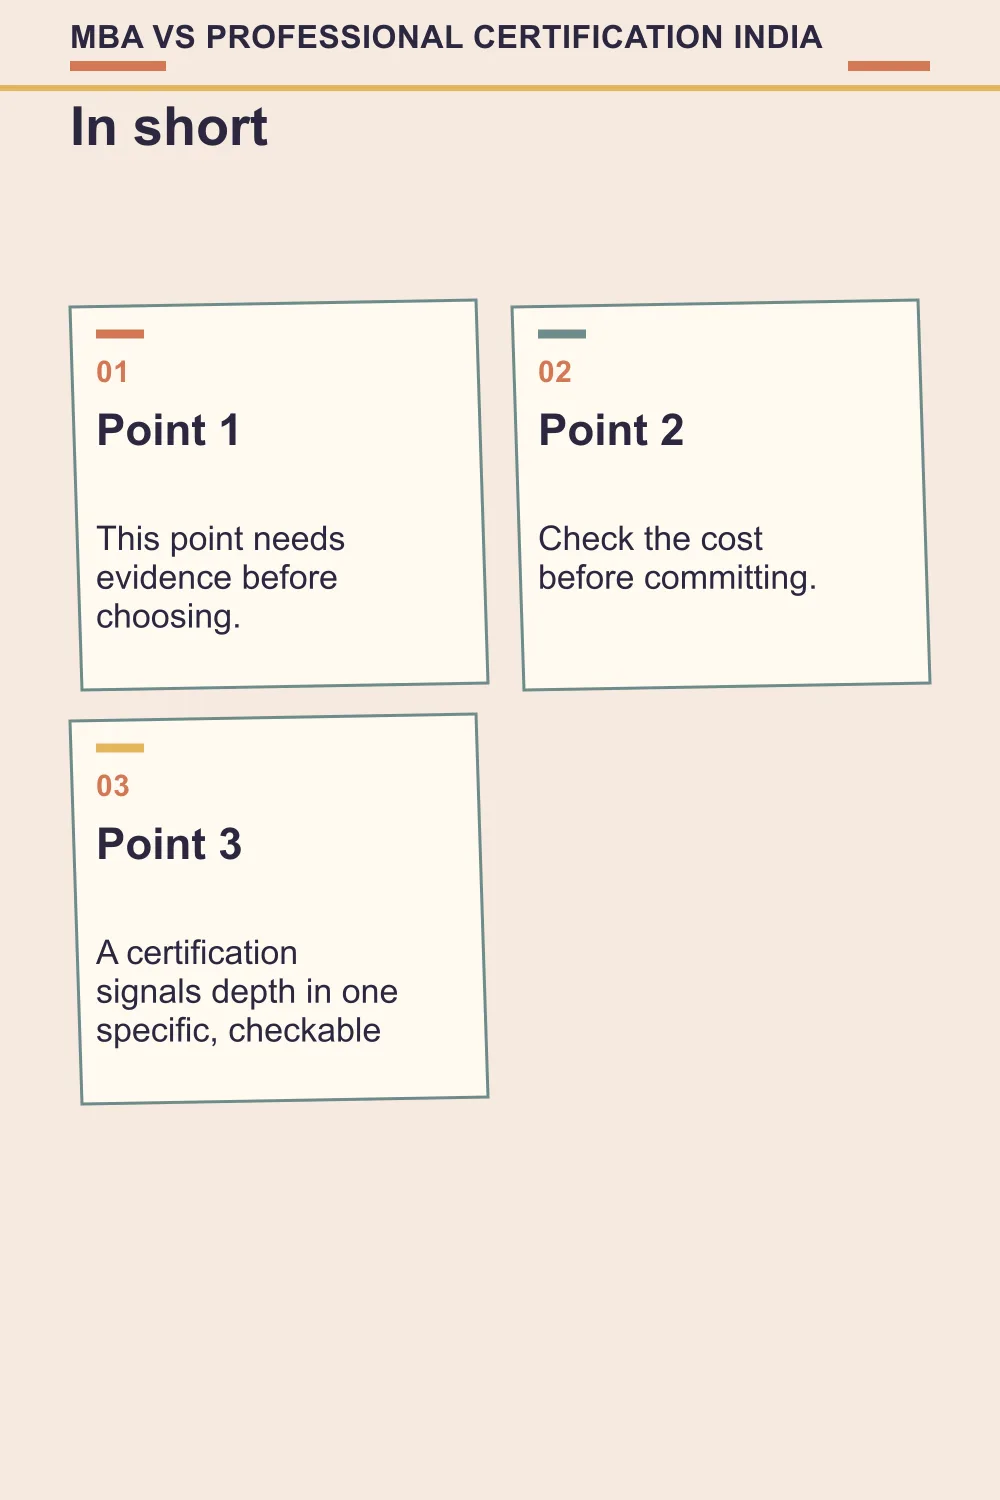 MBA VS PROFESSIONAL CERTIFICATION INDIA
In short
01
Point 1
This point needs
evidence before
choosing.
02
Point 2
Check the cost
before committing.
03
Point 3
A certification
signals depth in one
specific, checkable